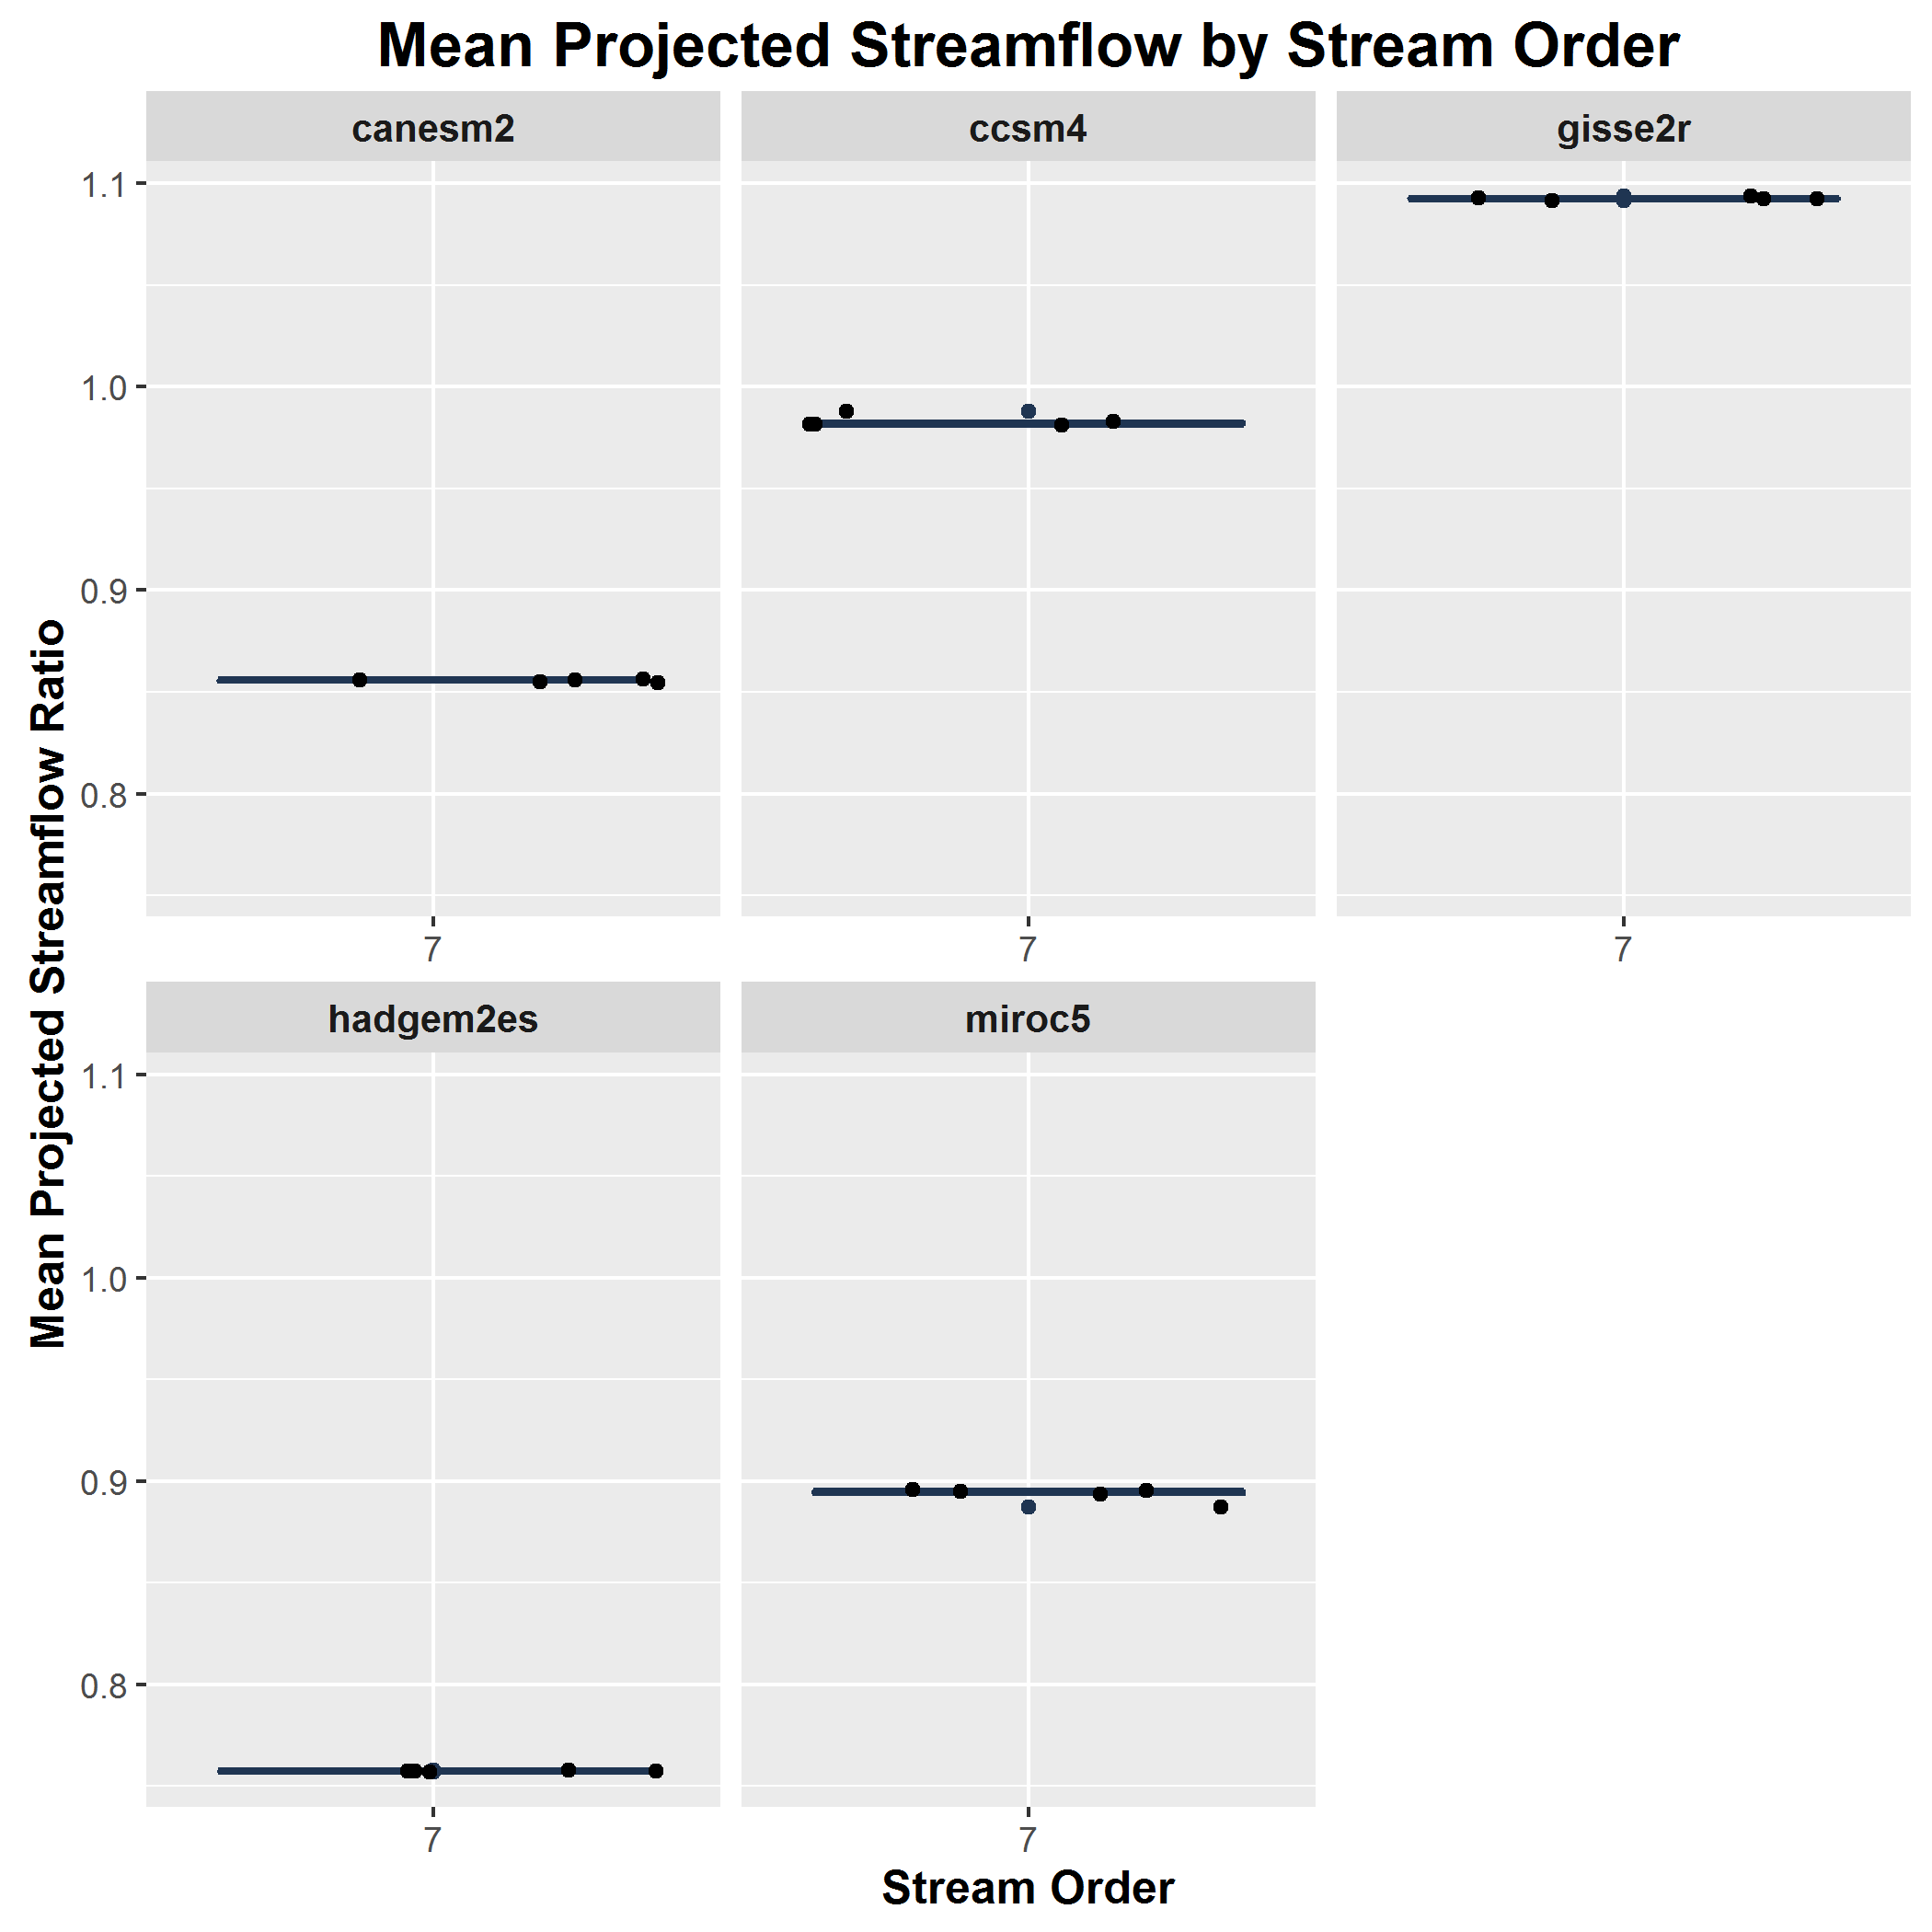 Mean Projected Streamflow by Stream Order
canesm2
ccsm4
gisse2r
1.1
1.0
0.9
0.8
7
7
7
Mean Projected Streamflow Ratio
hadgem2es
miroc5
1.1
1.0
0.9
0.8
7
7
Stream Order